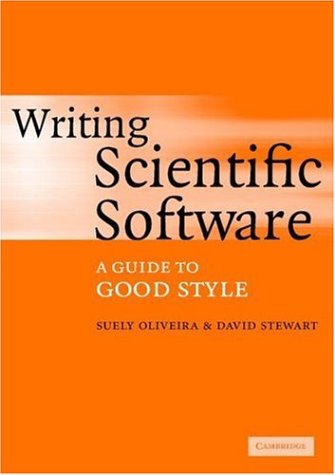 Writing
Scientific
Software
A GUIDE TO
GOOD STYLE
SUELY OLIVEIRA & DAVID STEWART
CAMBRIDGE